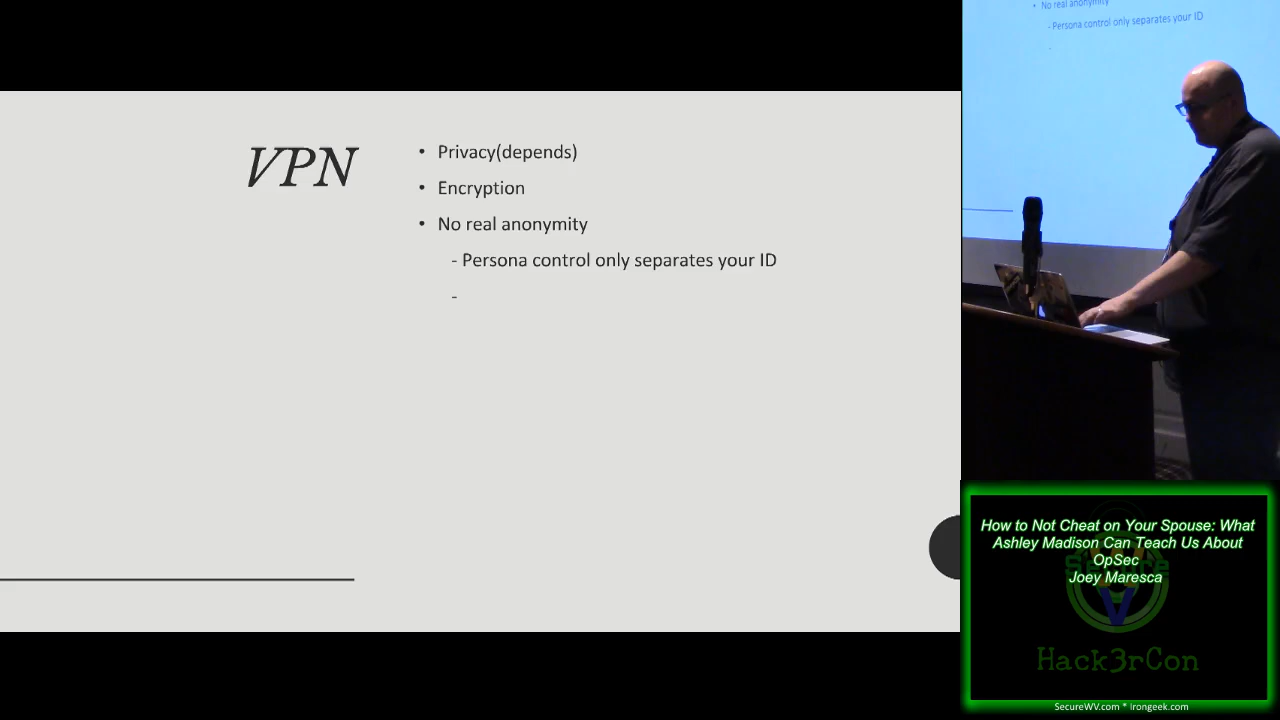 VPN
• Privacy(depends)
• Encryption
• No real anonymity
- Persona control only separates your ID
-
• No real anonymity
- Persona control only separates your ID
-
How to Not Cheat on Your Spouse: What
Ashley Madison Can Teach Us About
OpSec
Joey Maresca
Secure
WV
Hack3rCon
SecureWV.com * Irongeek.com